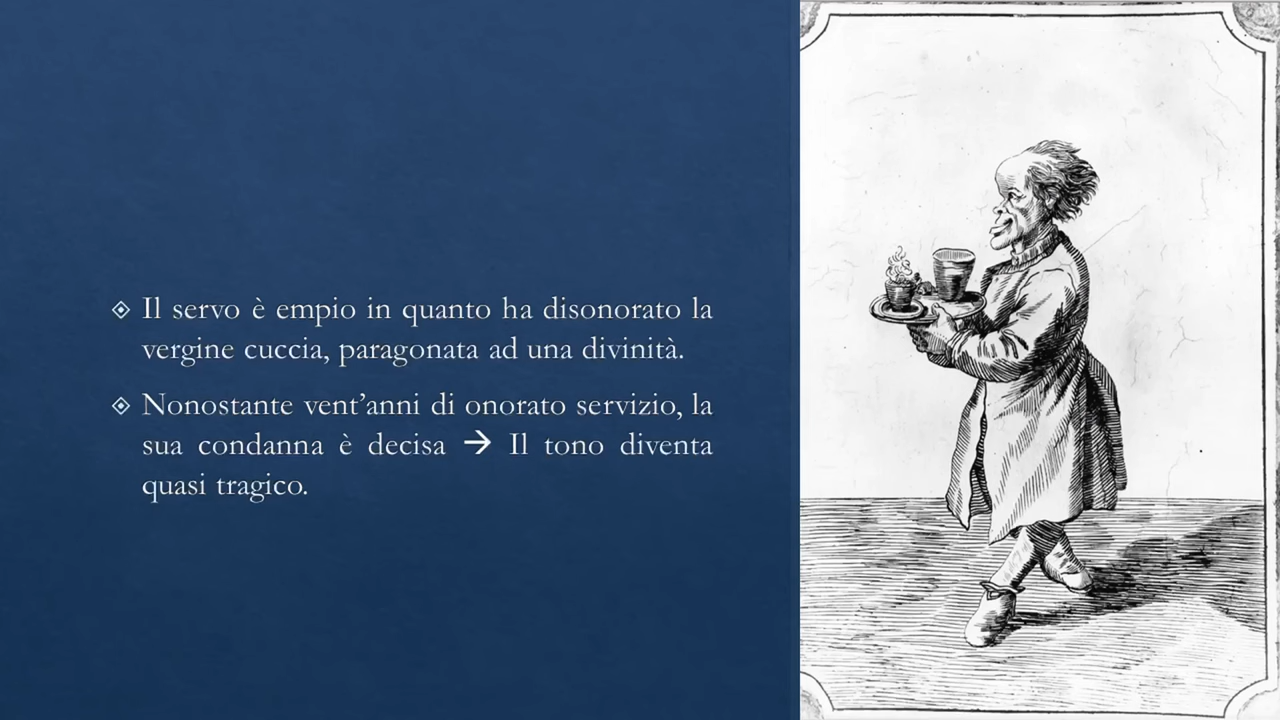 Il servo è empio in quanto ha disonorato la
vergine cuccia, paragonata ad una divinità.
Nonostante vent’anni di onorato servizio, la
sua condanna è decisa → Il tono diventa
quasi tragico.